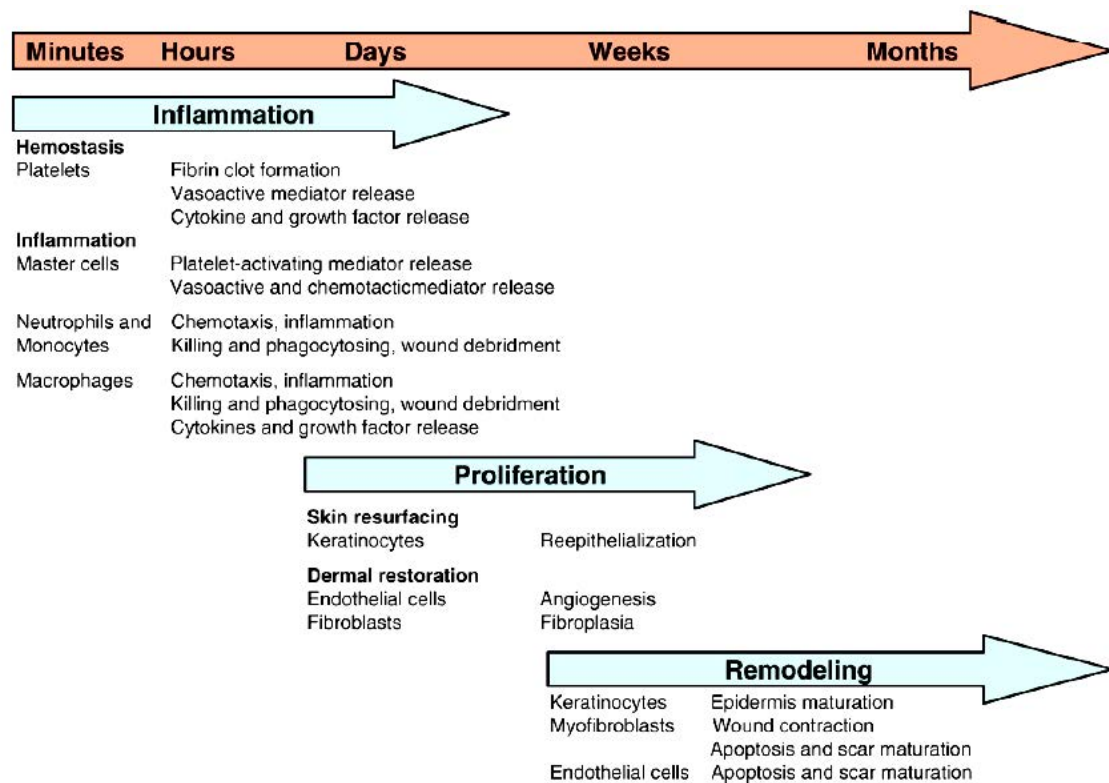 Minutes Hours Days Weeks Months
Inflammation
Hemostasis
Platelets Fibrin clot formation
Vasoactive mediator release
Cytokine and growth factor release
Inflammation
Master cells Platelet-activating mediator release
Vasoactive and chemotacticmediator release
Neutrophils and Chemotaxis, inflammation
Monocytes Killing and phagocytosing, wound debridment
Macrophages Chemotaxis, inflammation
Killing and phagocytosing, wound debridment
Cytokines and growth factor release
Proliferation
Skin resurfacing
Keratinocytes Reepithelialization
Dermal restoration
Endothelial cells Angiogenesis
Fibroblasts Fibroplasia
Remodeling
Keratinocytes Epidermis maturation
Myofibroblasts Wound contraction
Apoptosis and scar maturation
Endothelial cells Apoptosis and scar maturation